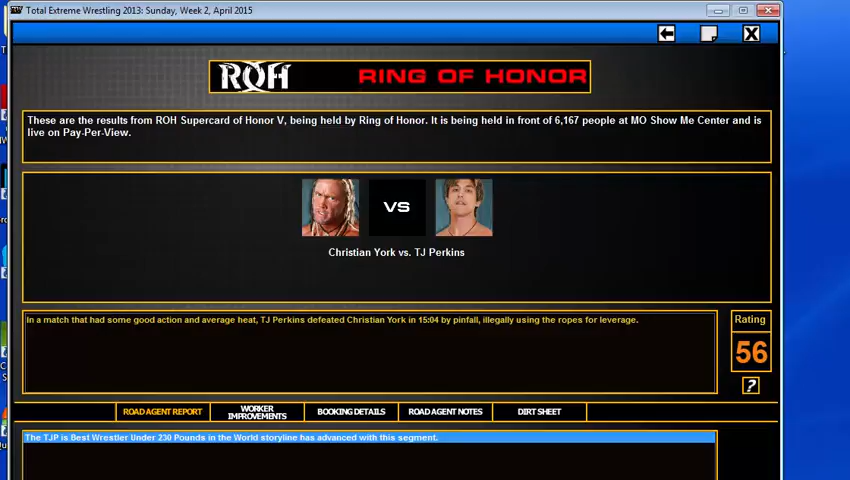 Total Extreme Wrestling 2013: Sunday, Week 2, April 2015
ROH RING OF HONOR
These are the results from ROH Supercard of Honor V, being held by Ring of Honor. It is being held in front of 6,167 people at MO Show Me Center and is
live on Pay-Per-View.
VS
Christian York vs. TJ Perkins
In a match that had some good action and average heat, TJ Perkins defeated Christian York in 15:04 by pinfall, illegally using the ropes for leverage.
Rating
56
?
ROAD AGENT REPORT
WORKER
IMPROVEMENTS
BOOKING DETAILS
ROAD AGENT NOTES
DIRT SHEET
The TJP is Best Wrestler Under 230 Pounds in the World storyline has advanced with this segment.